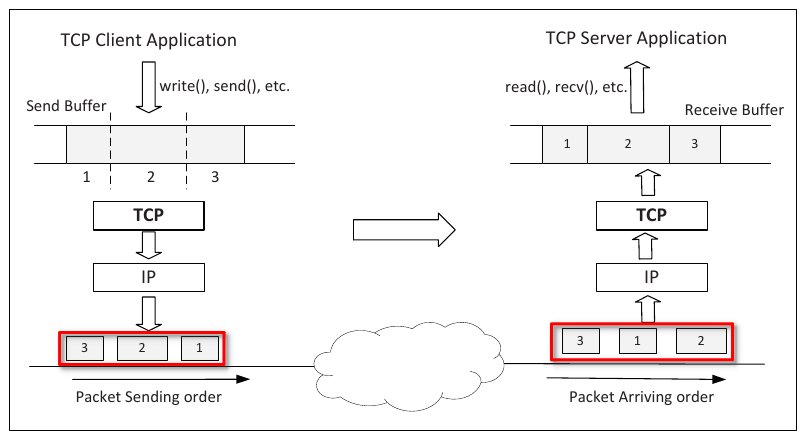 TCP Client Application
TCP Server Application
write(), send(), etc.
read(), recv(), etc.
Send Buffer
Receive Buffer
1 2 3
1 2 3
TCP
TCP
IP
IP
3 2 1
3 1 2
Packet Sending order
Packet Arriving order